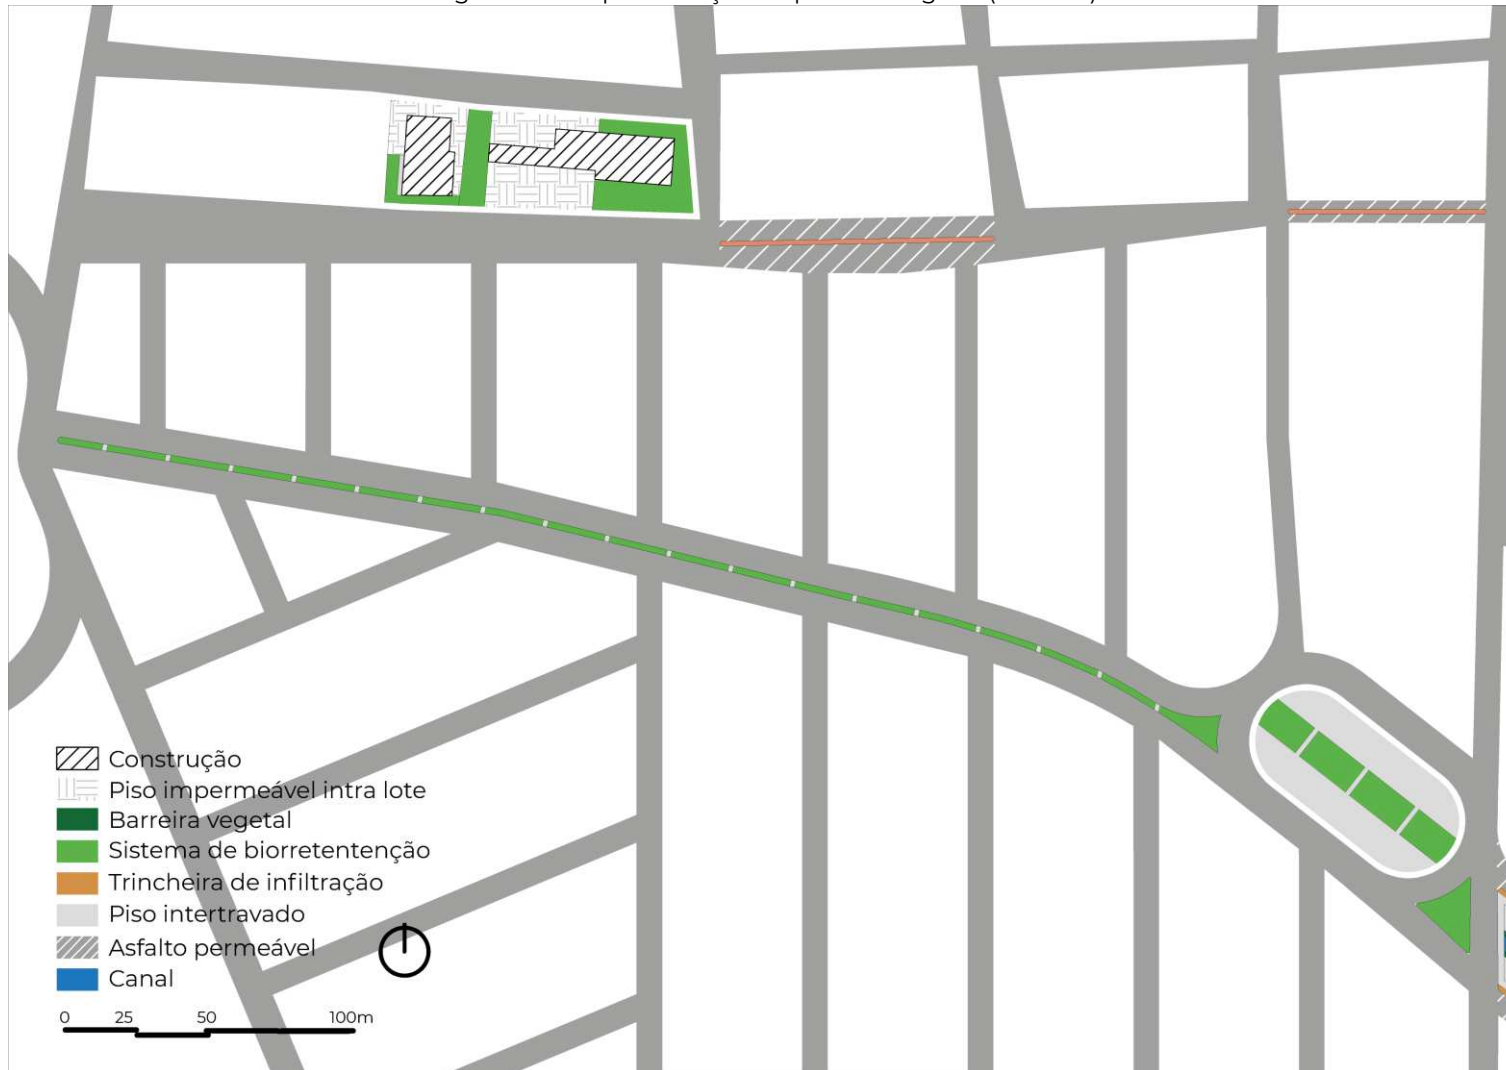 Construção
Piso impermeável intra lote
Barreira vegetal
Sistema de biorretentenção
Trincheira de infiltração
Piso intertravado
Asfalto permeável
Canal
0 25 50 100m